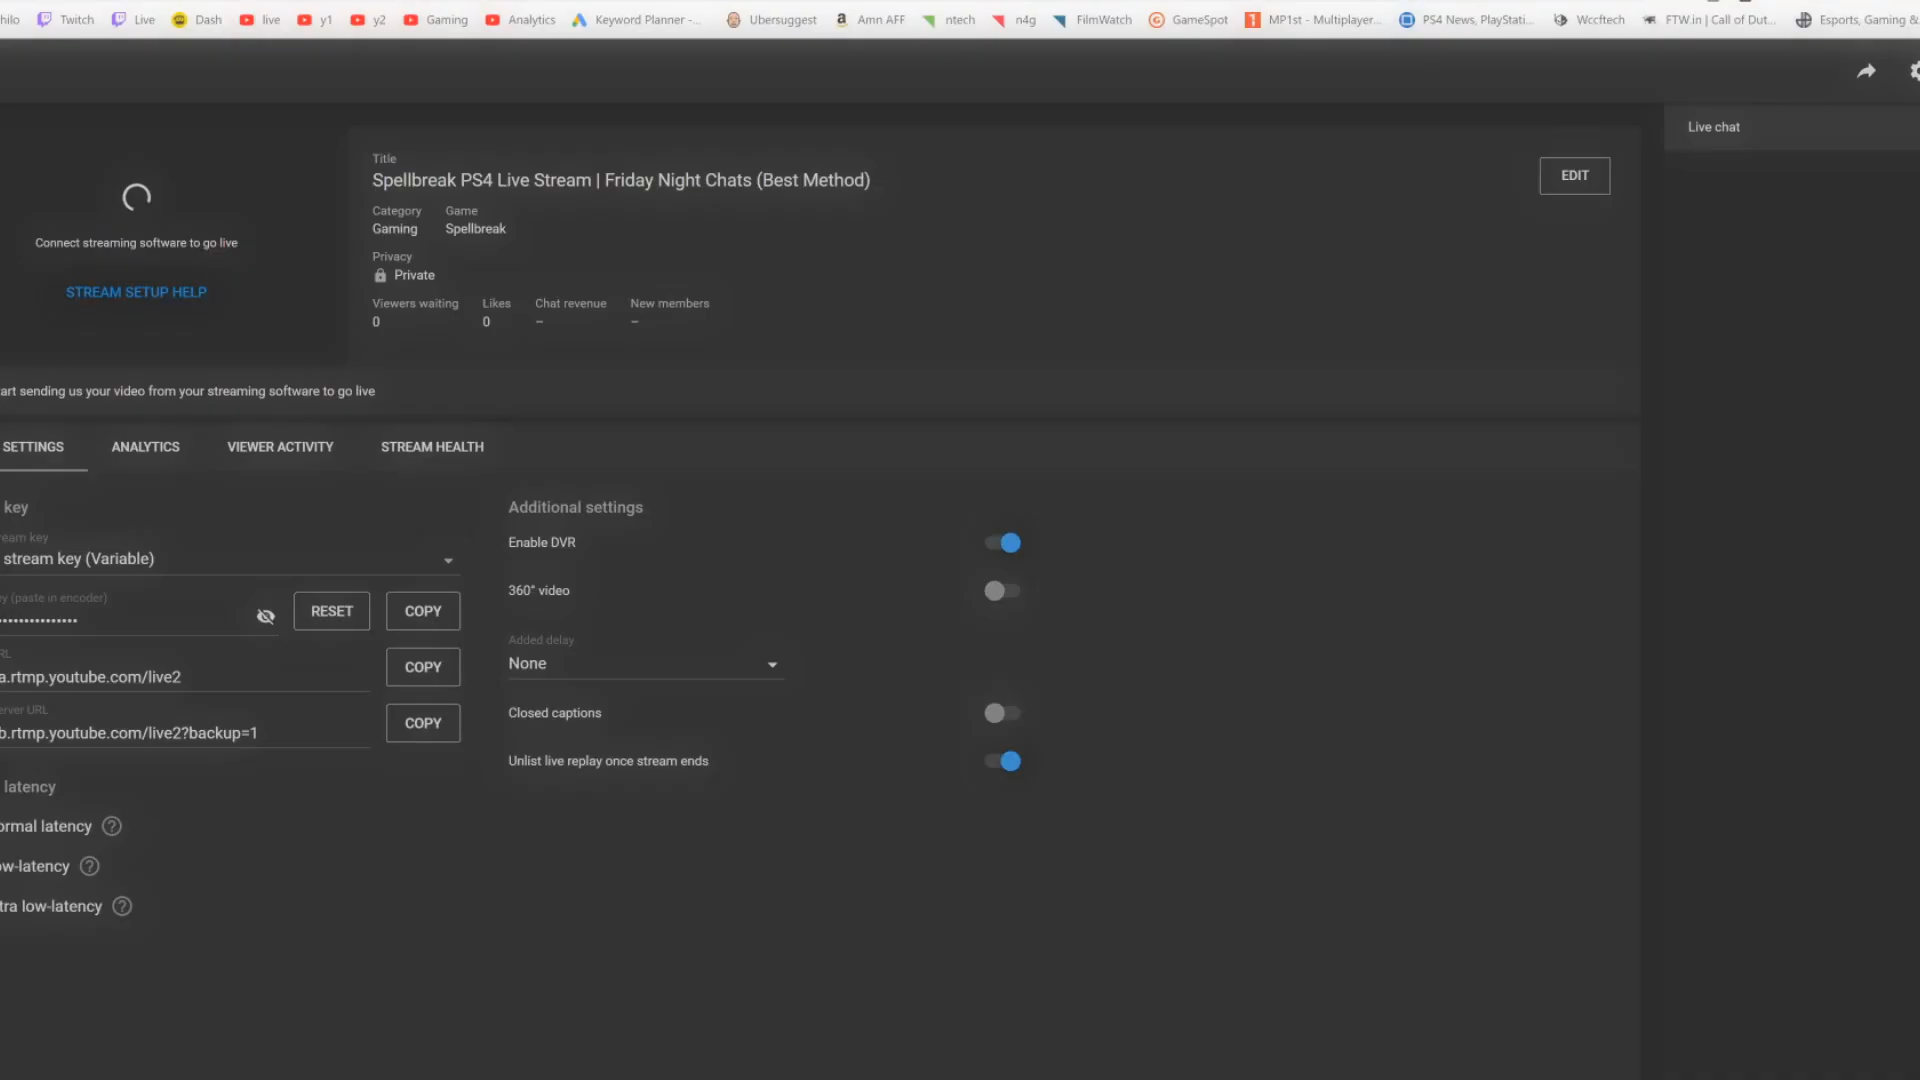 hilo Twitch Live Dash live y1 y2 Gaming Analytics Keyword Planner -... Ubersuggest Amn AFF ntech n4g FilmWatch GameSpot MP1st - Multiplayer... PS4 News, PlayStati... Wccftech FTW.in | Call of Dut... Esports, Gaming &
Live chat
Title
Spellbreak PS4 Live Stream | Friday Night Chats (Best Method)
EDIT
Category Game
Gaming Spellbreak
Connect streaming software to go live
Privacy
Private
STREAM SETUP HELP
Viewers waiting Likes Chat revenue New members
0 0 – –
art sending us your video from your streaming software to go live
SETTINGS ANALYTICS VIEWER ACTIVITY STREAM HEALTH
key
ream key
stream key (Variable)
ey (paste in encoder)
•••••••••••••••
RESET COPY
RL
a.rtmp.youtube.com/live2
COPY
erver URL
b.rtmp.youtube.com/live2?backup=1
COPY
latency
ormal latency
ow-latency
tra low-latency
Additional settings
Enable DVR
360° video
Added delay
None
Closed captions
Unlist live replay once stream ends